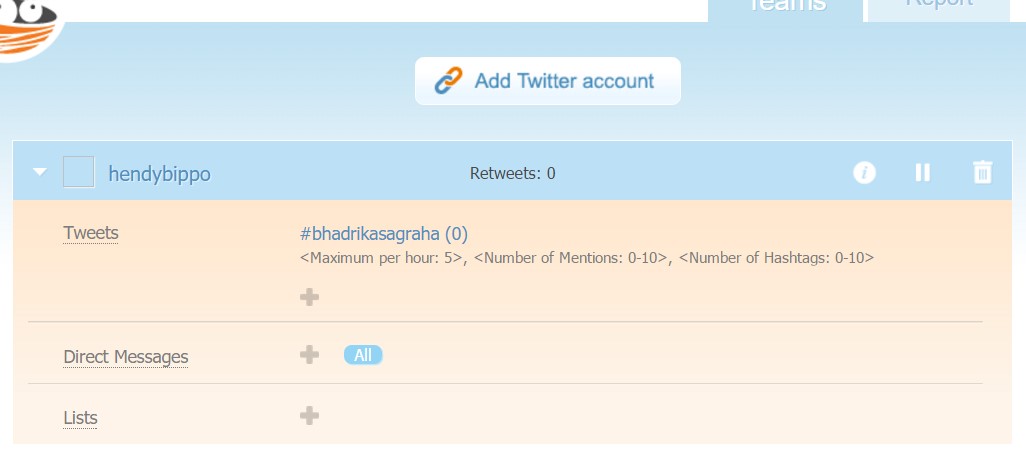 Teams
Report
Add Twitter account
hendybippo
Retweets: 0
Tweets
#bhadrikasagraha (0)
<Maximum per hour: 5>, <Number of Mentions: 0-10>, <Number of Hashtags: 0-10>
Direct Messages
All
Lists